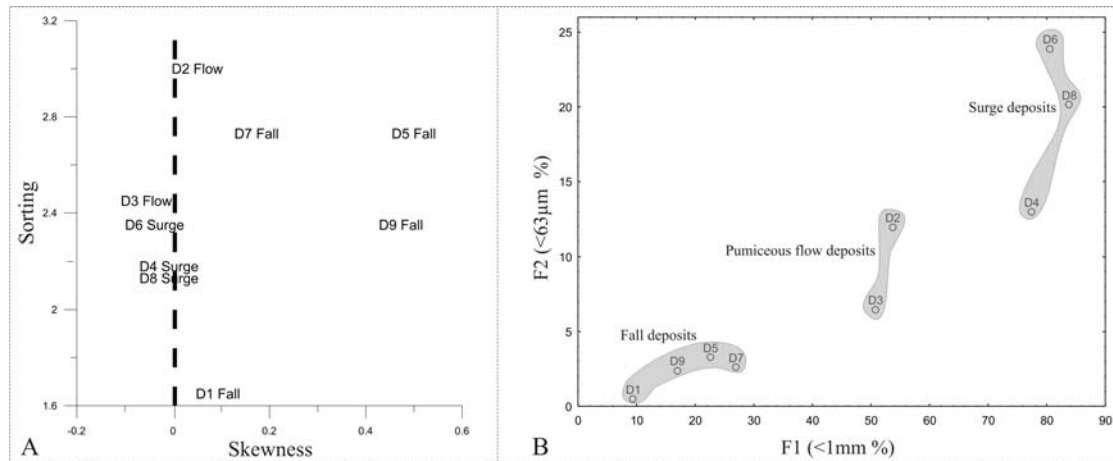 3.2
2.8
2.4
2
1.6
Sorting
D2 Flow
D7 Fall
D5 Fall
D3 Flow
D6 Surge
D9 Fall
D4 Surge
D8 Surge
D1 Fall
-0.2
0
0.2
0.4
0.6
A
Skewness
25
20
15
10
5
0
F2 (<63µm %)
D6
D8
Surge deposits
D4
D2
Pumiceous flow deposits
D3
Fall deposits
D5
D7
D9
D1
0
10
20
30
40
50
60
70
80
90
B
F1 (<1mm %)